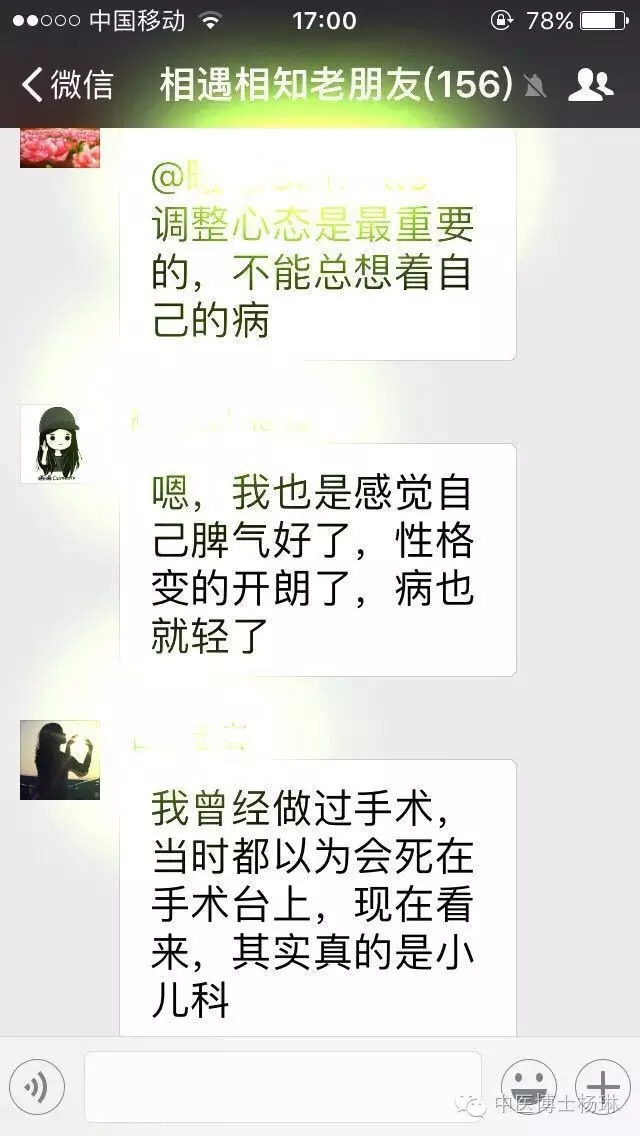 中国移动 17:00 78%
微信 相遇相知老朋友(156)
@
调整心态是最重要
的，不能总想着自
己的病
嗯，我也是感觉自
己脾气好了，性格
变的开朗了，病也
就轻了
我曾经做过手术，
当时都以为会死在
手术台上，现在看
来，其实真的是小
儿科
中医博士杨琳